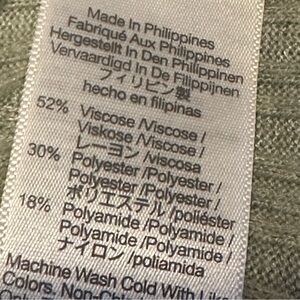 Made In Philippines
Fabriqué Aux Philippines
Hergestellt In Den Philippinen
Vervaardigd In De Filippijnen
フィリピン製
hecho en filipinas
52% Viscose /Viscose /
Viskose /Viscose /
レーヨン /viscosa
30% Polyester /Polyester /
Polyester /Polyester /
ポリエステル /poliéster
18% Polyamide /Polyamide /
Polyamide /Polyamide /
ナイロン /poliamida
Machine Wash Cold With Like
Colors.